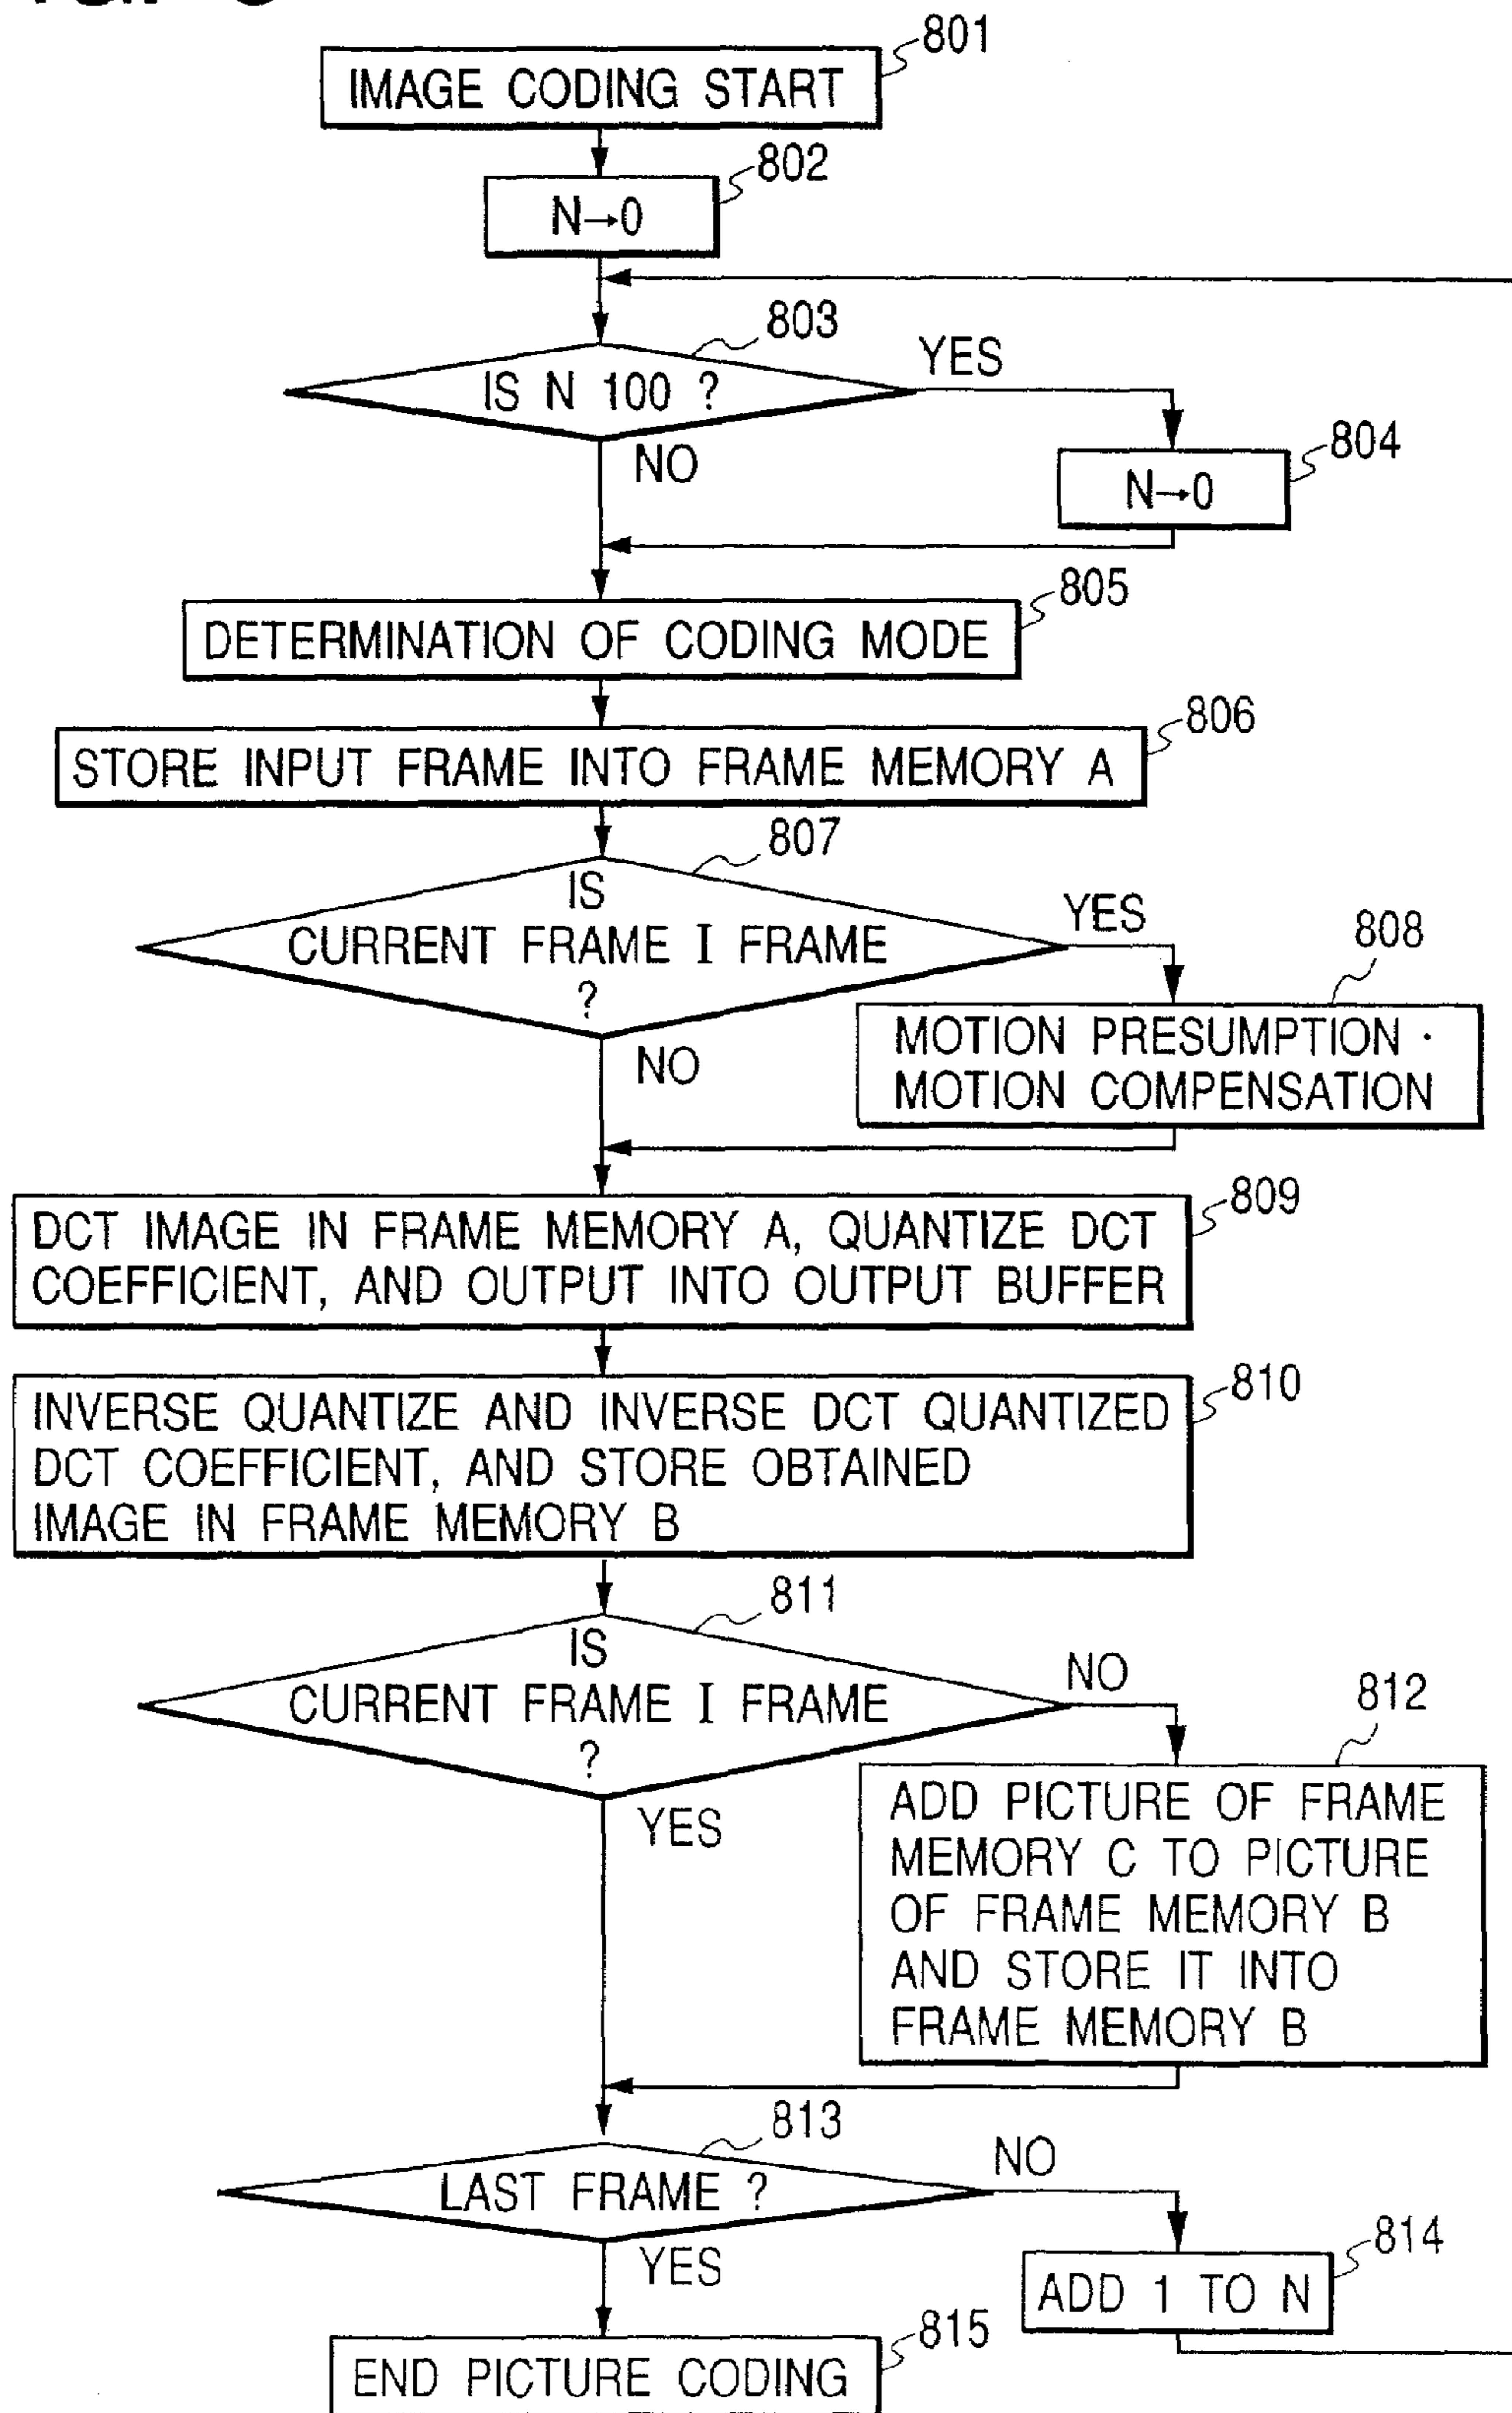 801
IMAGE CODING START
802
N→0
803
IS N 100 ?
YES
NO
804
N→0
805
DETERMINATION OF CODING MODE
806
STORE INPUT FRAME INTO FRAME MEMORY A
807
IS
CURRENT FRAME I FRAME
?
YES
NO
808
MOTION PRESUMPTION ·
MOTION COMPENSATION
809
DCT IMAGE IN FRAME MEMORY A, QUANTIZE DCT
COEFFICIENT, AND OUTPUT INTO OUTPUT BUFFER
810
INVERSE QUANTIZE AND INVERSE DCT QUANTIZED
DCT COEFFICIENT, AND STORE OBTAINED
IMAGE IN FRAME MEMORY B
811
IS
CURRENT FRAME I FRAME
?
NO
YES
812
ADD PICTURE OF FRAME
MEMORY C TO PICTURE
OF FRAME MEMORY B
AND STORE IT INTO
FRAME MEMORY B
813
LAST FRAME ?
NO
YES
814
ADD 1 TO N
815
END PICTURE CODING